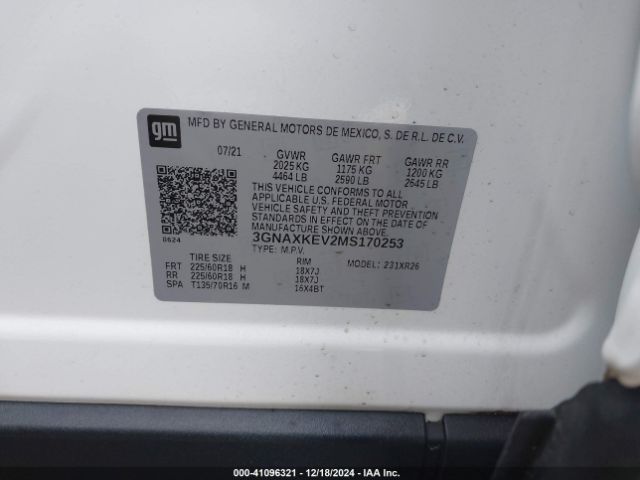 gm
MFD BY GENERAL MOTORS DE MEXICO, S. DE R.L. DE C.V.
07/21 GVWR GAWR FRT GAWR RR
2025 KG 1175 KG 1200 KG
4464 LB 2590 LB 2645 LB
THIS VEHICLE CONFORMS TO ALL
APPLICABLE U.S. FEDERAL MOTOR
VEHICLE SAFETY AND THEFT PREVENTION
STANDARDS IN EFFECT ON THE DATE OF
MANUFACTURE SHOWN ABOVE.
0624
3GNAXKEV2MS170253
TYPE: M.P.V. MODEL: 231XR26
TIRE SIZE RIM
FRT 225/60R18 H 18X7J
RR 225/60R18 H 18X7J
SPA T135/70R16 M 16X4BT
000-41096321 - 12/18/2024 - IAA Inc.